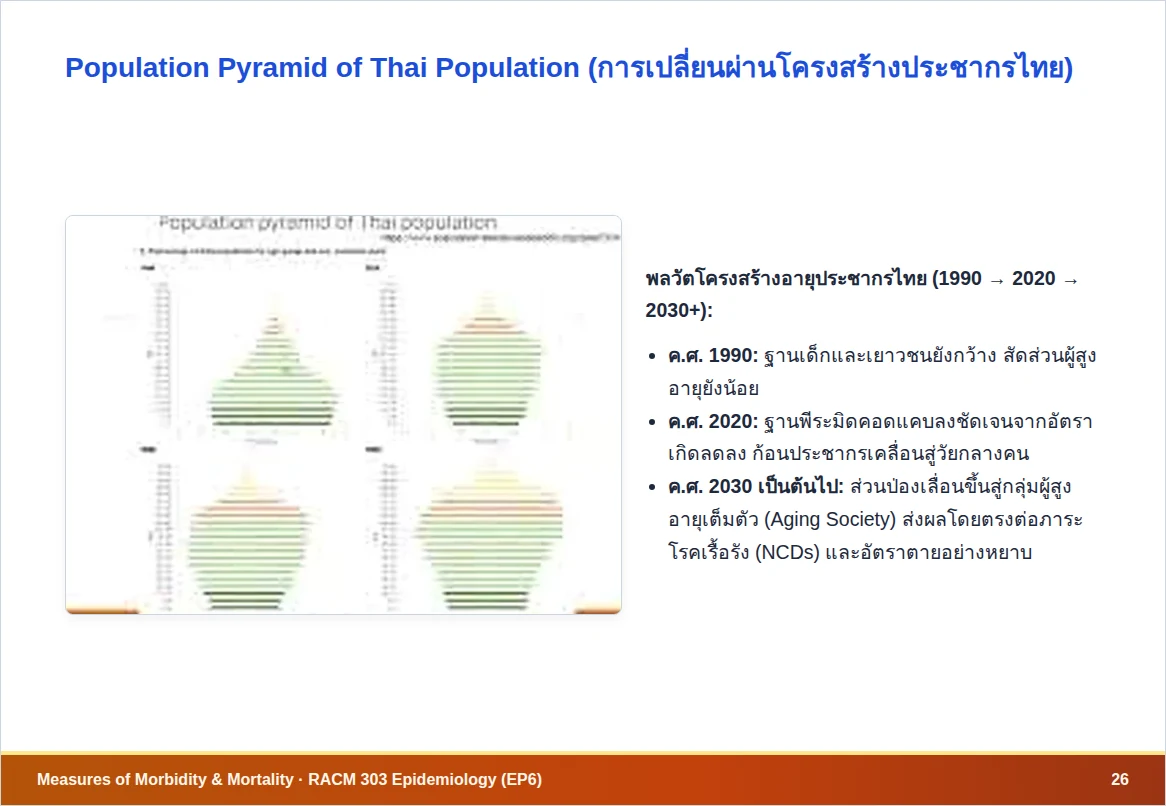 Population Pyramid of Thai Population (การเปลี่ยนผ่านโครงสร้างประชากรไทย)
Population pyramid of Thai population
พลวัตโครงสร้างอายุประชากรไทย (1990 → 2020 →
2030+):
• ค.ศ. 1990: ฐานเด็กและเยาวชนยังกว้าง สัดส่วนผู้สูง
อายุยังน้อย
• ค.ศ. 2020: ฐานพีระมิดคอดแคบลงชัดเจนจากอัตรา
เกิดลดลง ก้อนประชากรเคลื่อนสู่วัยกลางคน
• ค.ศ. 2030 เป็นต้นไป: ส่วนป่องเลื่อนขึ้นสู่กลุ่มผู้สูง
อายุเต็มตัว (Aging Society) ส่งผลโดยตรงต่อภาระ
โรคเรื้อรัง (NCDs) และอัตราตายอย่างหยาบ
Measures of Morbidity & Mortality · RACM 303 Epidemiology (EP6)
26